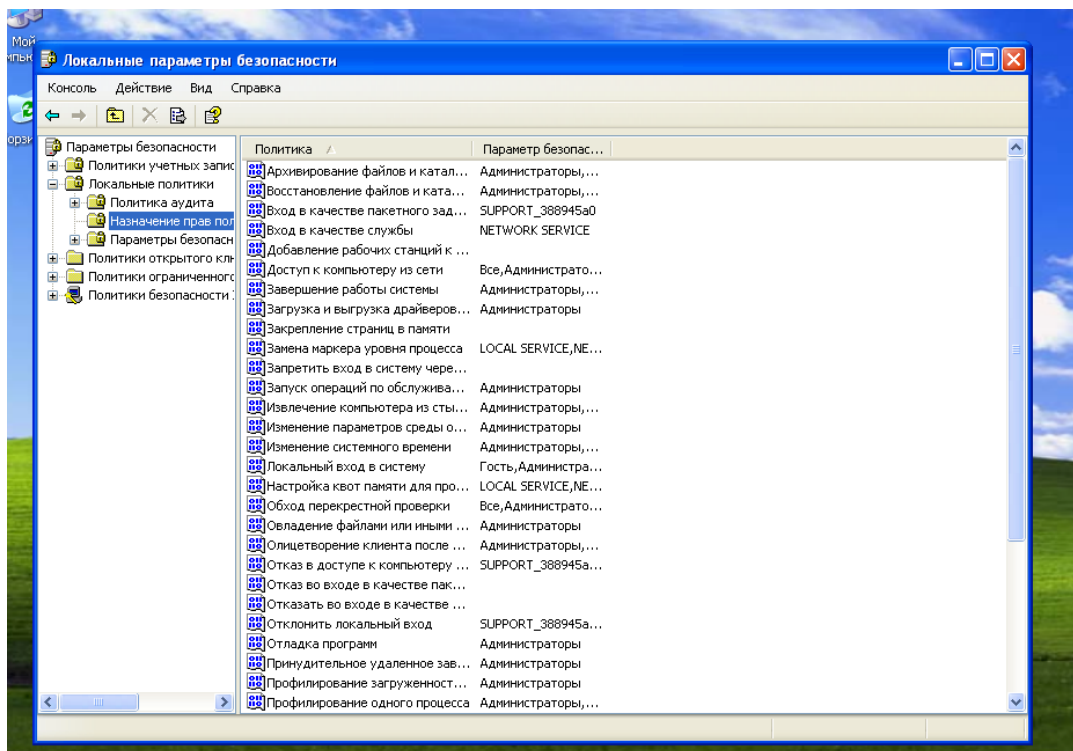 Мой
Локальные параметры безопасности
Консоль Действие Вид Справка
Параметры безопасности
Политики учетных запис
Локальные политики
Политика аудита
Назначение прав пол
Параметры безопасн
Политики открытого клю
Политики ограниченного
Политики безопасности
Политика Параметр безопас...
Архивирование файлов и катал... Администраторы,...
Восстановление файлов и ката... Администраторы,...
Вход в качестве пакетного зад... SUPPORT_388945a0
Вход в качестве службы NETWORK SERVICE
Добавление рабочих станций к ...
Доступ к компьютеру из сети Все,Администрато...
Завершение работы системы Администраторы,...
Загрузка и выгрузка драйверов... Администраторы
Закрепление страниц в памяти
Замена маркера уровня процесса LOCAL SERVICE,NE...
Запретить вход в систему чере...
Запуск операций по обслужива... Администраторы
Извлечение компьютера из сты... Администраторы,...
Изменение параметров среды о... Администраторы
Изменение системного времени Администраторы,...
Локальный вход в систему Гость,Администра...
Настройка квот памяти для про... LOCAL SERVICE,NE...
Обход перекрестной проверки Все,Администрато...
Овладение файлами или иными ... Администраторы
Олицетворение клиента после ... Администраторы,...
Отказ в доступе к компьютеру ... SUPPORT_388945a...
Отказ во входе в качестве пак...
Отказать во входе в качестве ...
Отклонить локальный вход SUPPORT_388945a...
Отладка программ Администраторы
Принудительное удаленное зав... Администраторы
Профилирование загруженност... Администраторы
Профилирование одного процесса Администраторы,...